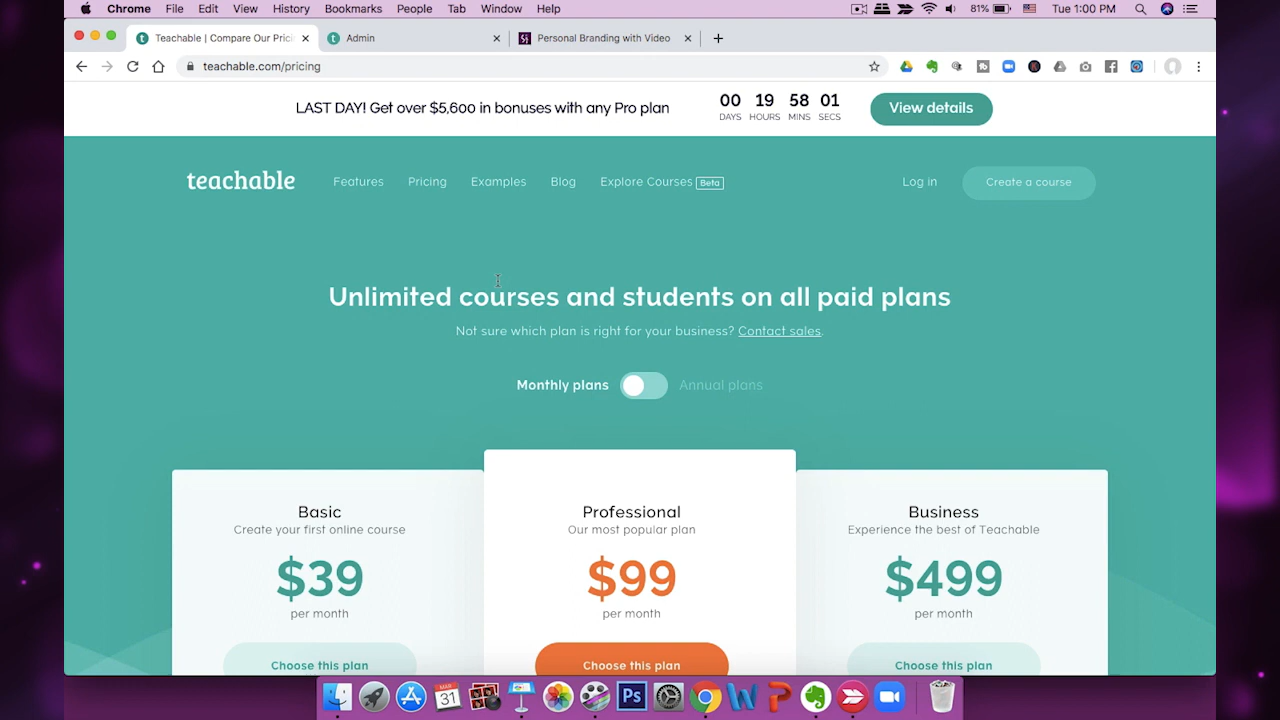 Chrome File Edit View History Bookmarks People Tab Window Help 81% Tue 1:00 PM
Teachable | Compare Our Prici Admin Personal Branding with Video
teachable.com/pricing
LAST DAY! Get over $5,600 in bonuses with any Pro plan 00 19 58 01 View details
DAYS HOURS MINS SECS
teachable Features Pricing Examples Blog Explore Courses Beta Log in Create a course
Unlimited courses and students on all paid plans
Not sure which plan is right for your business? Contact sales.
Monthly plans Annual plans
Basic Professional Business
Create your first online course Our most popular plan Experience the best of Teachable
$39 $99 $499
per month per month per month
Choose this plan Choose this plan Choose this plan
MAR
31
Ps
W
P